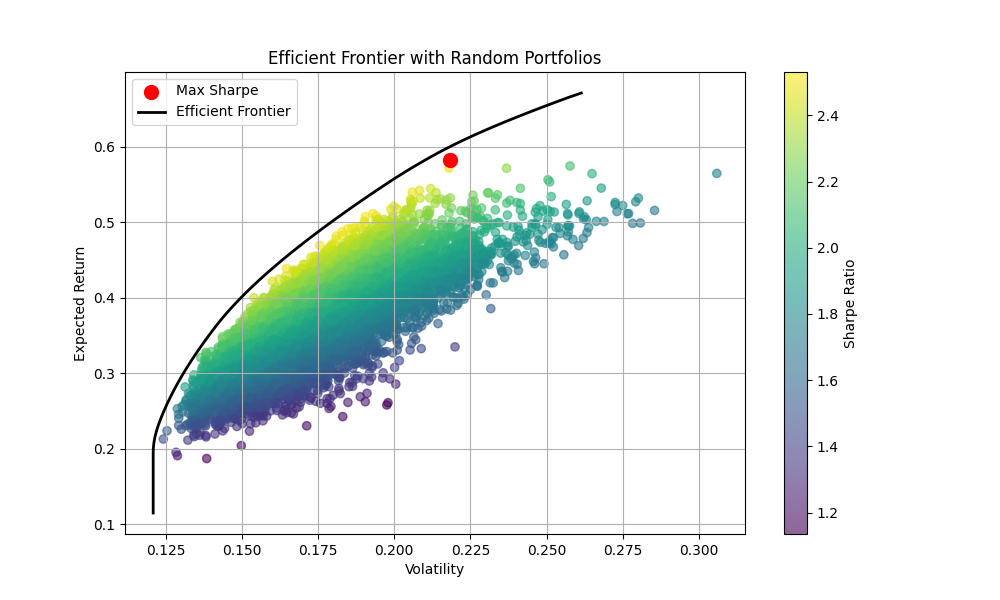 Efficient Frontier with Random Portfolios
Max Sharpe
Efficient Frontier
Expected Return
0.6
0.5
0.4
0.3
0.2
0.1
0.125 0.150 0.175 0.200 0.225 0.250 0.275 0.300
Volatility
2.4
2.2
2.0
1.8
1.6
1.4
1.2
Sharpe Ratio